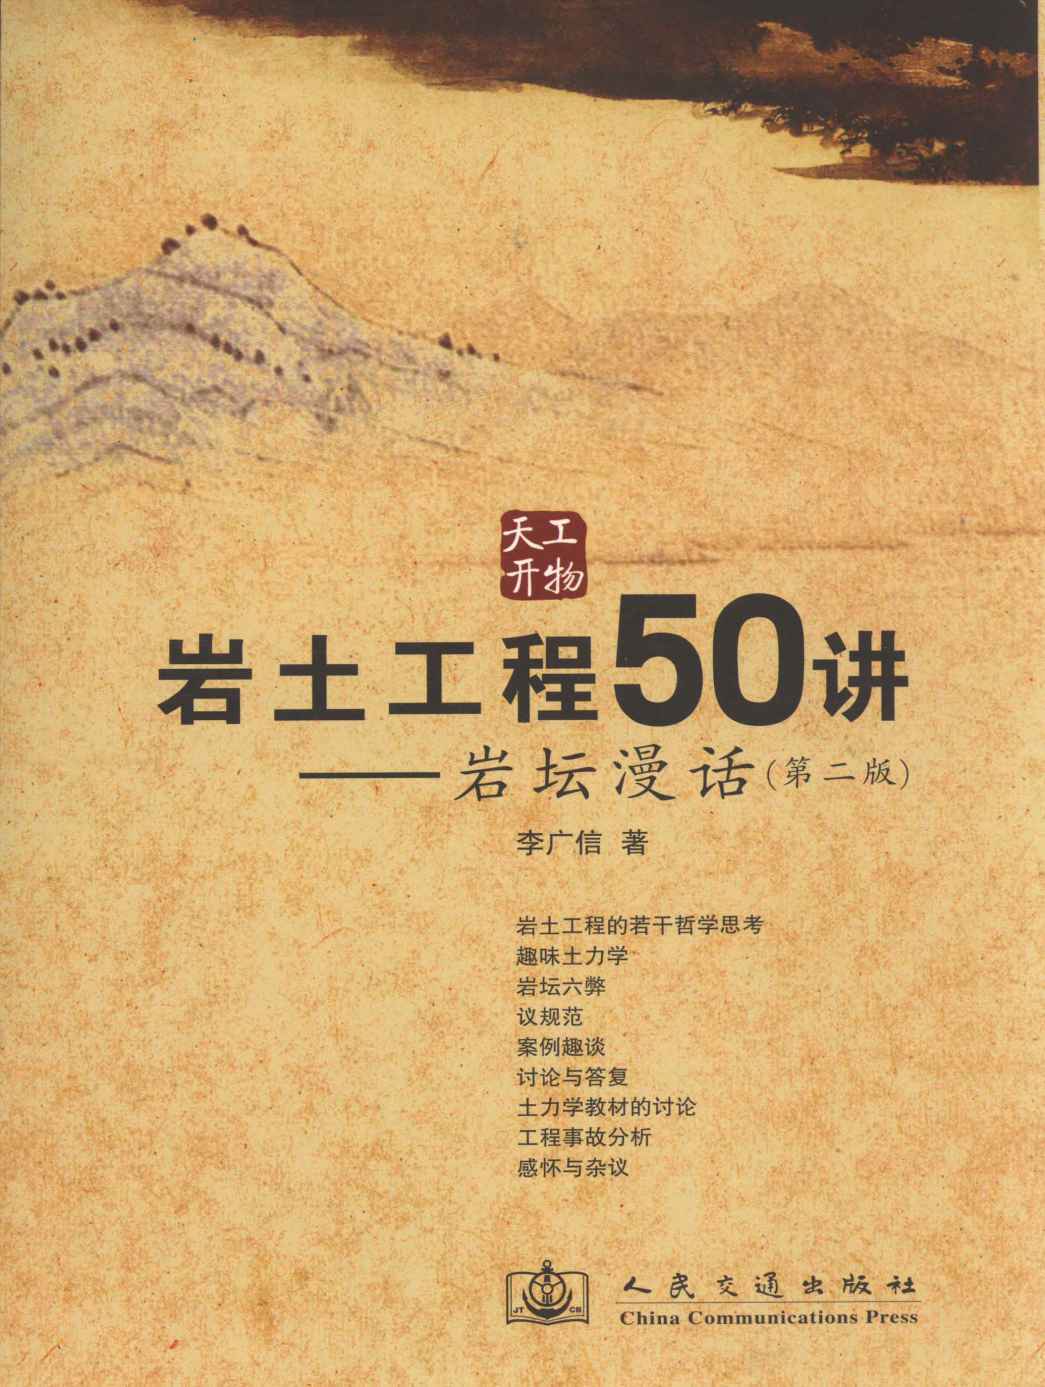 天工
开物
岩土工程50讲
——岩坛漫话(第二版)
李广信 著
岩土工程的若干哲学思考
趣味土力学
岩坛六弊
议规范
案例趣谈
讨论与答复
土力学教材的讨论
工程事故分析
感怀与杂议
JT CB
人民交通出版社
China Communications Press